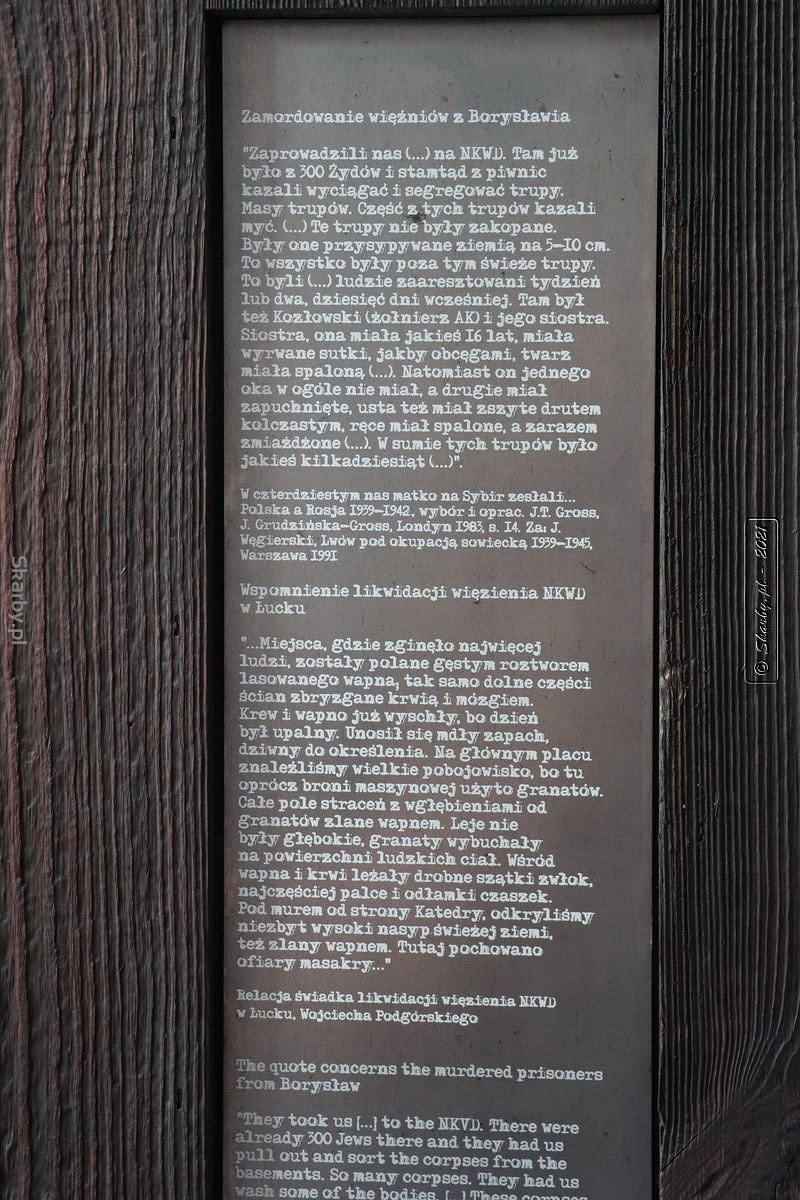 Zamordowanie więźniów z Borysławia
"Zaprowadzili nas (...) na NKWD. Tam już
było z 300 Żydów i stamtąd z piwnic
kazali wyciągać i segregować trupy.
Masy trupów. Część z tych trupów kazali
myć. (...) Te trupy nie były zakopane.
Były one przysypywane ziemią na 5-10 cm.
To wszystko były poza tym świeże trupy.
To byli (...) ludzie zaaresztowani tydzień
lub dwa, dziesięć dni wcześniej. Tam był
też Kozłowski (żołnierz AK) i jego siostra.
Siostra, ona miała jakieś 16 lat, miała
wyrwane sutki, jakby obcęgami, twarz
miała spaloną (...). Natomiast on jednego
oka w ogóle nie miał, a drugie miał
zapuchnięte, usta też miał zszyte drutem
kolczastym, ręce miał spalone, a zarazem
zmiażdżone (...). W sumie tych trupów było
jakieś kilkadziesiąt (...)".
W czterdziestym nas matko na Sybir zesłali...
Polska a Rosja 1939-1942, wybór i oprac. J.T. Gross,
J. Grudzińska-Gross, Londyn 1983, s. 14. Za: J.
Węgierski, Lwów pod okupacją sowiecką 1939-1945,
Warszawa 1991
Wspomnienie likwidacji więzienia NKWD
w Łucku
"...Miejsca, gdzie zginęło najwięcej
ludzi, zostały polane gęstym roztworem
lasowanego wapna, tak samo dolne części
ścian zbryzgane krwią i mózgiem.
Krew i wapno już wyschły, bo dzień
był upalny. Unosił się mdły zapach,
dziwny do określenia. Na głównym placu
znaleźliśmy wielkie pobojowisko, bo tu
oprócz broni maszynowej użyto granatów.
Całe pole straceń z wgłębieniami od
granatów zlane wapnem. Leje nie
były głębokie, granaty wybuchały
na powierzchni ludzkich ciał. Wśród
wapna i krwi leżały drobne szątki zwłok,
najczęściej palce i odłamki czaszek.
Pod murem od strony Katedry, odkryliśmy
niezbyt wysoki nasyp świeżej ziemi,
też zlany wapnem. Tutaj pochowano
ofiary masakry..."
Relacja świadka likwidacji więzienia NKWD
w Łucku, Wojciecha Podgórskiego
The quote concerns the murdered prisoners
from Borysław
"They took us [...] to the NKVD. There were
already 300 Jews there and they had us
pull out and sort the corpses from the
basements. So many corpses. They had us
wash some of the bodies. [...] These corpses
Skarby.pl
© Skarby.pl - 2021